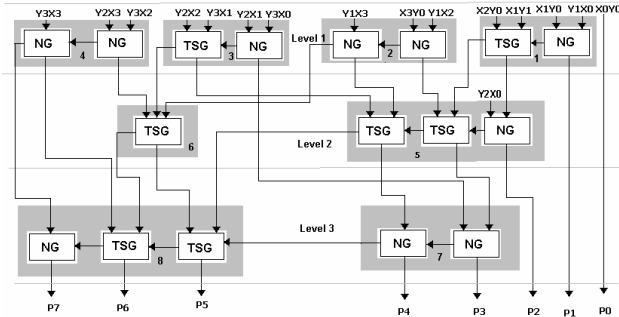 Y3X3 Y2X3 Y3X2 Y2X2 Y3X1 Y2X1 Y3X0 Y1X3 X3Y0 Y1X2 X2Y0 X1Y1 X1Y0 Y1X0 X0Y0
NG NG TSG NG Level 1 NG NG TSG NG
4 3 2 1
Y2X0
TSG TSG TSG NG
6 Level 2 5
Level 3
NG TSG TSG NG NG
8 7
P7 P6 P5 P4 P3 P2 P1 P0